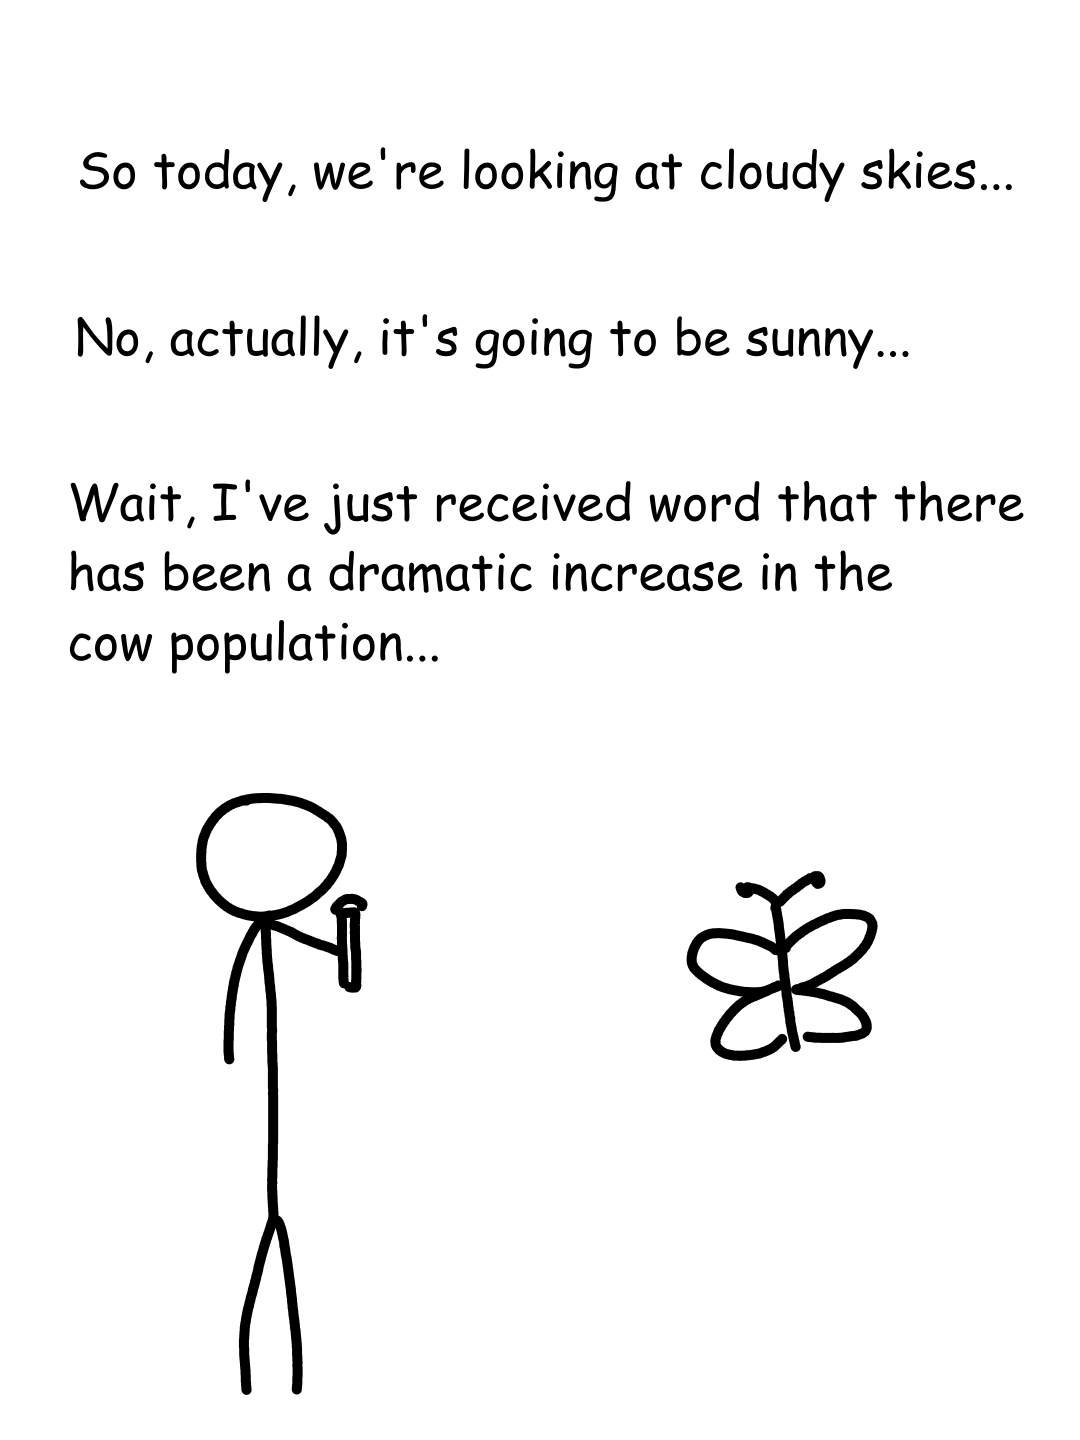 So today, we're looking at cloudy skies...
No, actually, it's going to be sunny...
Wait, I've just received word that there
has been a dramatic increase in the
cow population...